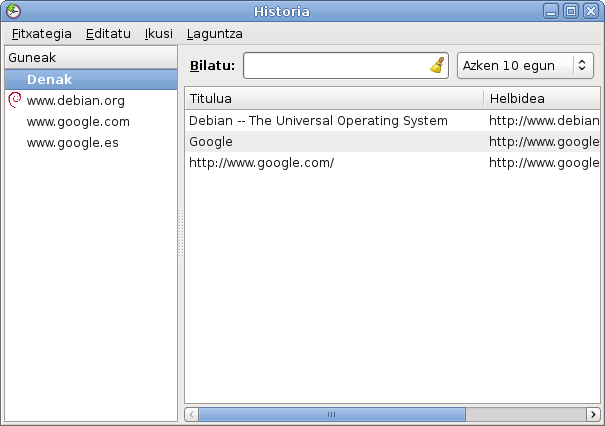 Historia
Fitxategia Editatu Ikusi Laguntza
Guneak
Denak
www.debian.org
www.google.com
www.google.es
Bilatu: Azken 10 egun
Titulua Helbidea
Debian -- The Universal Operating System http://www.debian
Google http://www.google
http://www.google.com/ http://www.google